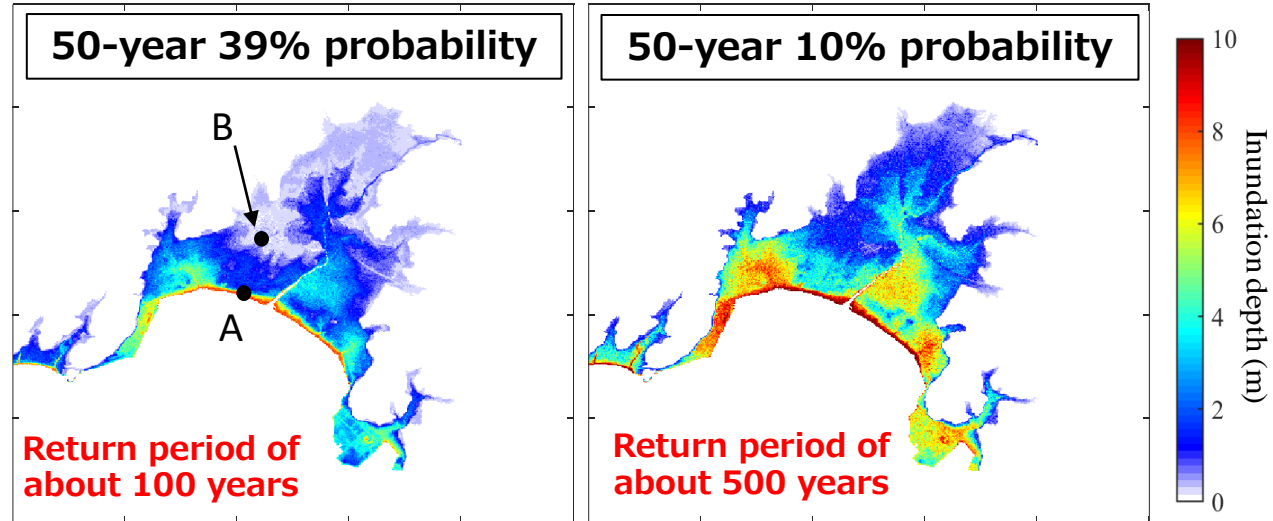 50-year 39% probability
B
A
Return period of
about 100 years
50-year 10% probability
Return period of
about 500 years
10
8
6
4
2
0
Inundation depth (m)